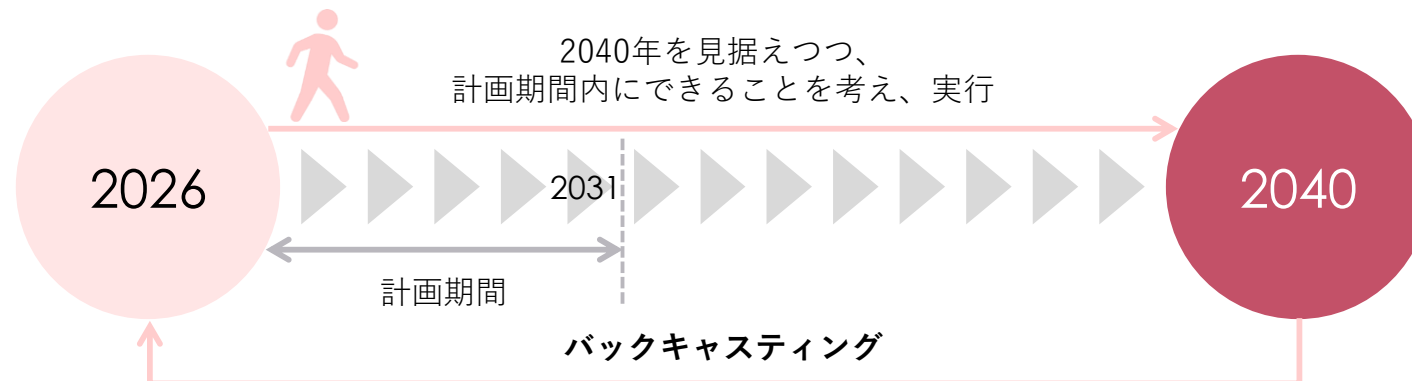 2040年を見据えつつ、
計画期間内にできることを考え、実行
2026
2031
2040
計画期間
バックキャスティング